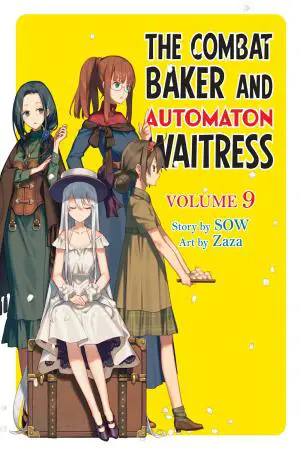 THE COMBAT
BAKER AND
AUTOMATON
WAITRESS
VOLUME 9
Story by SOW
Art by Zaza